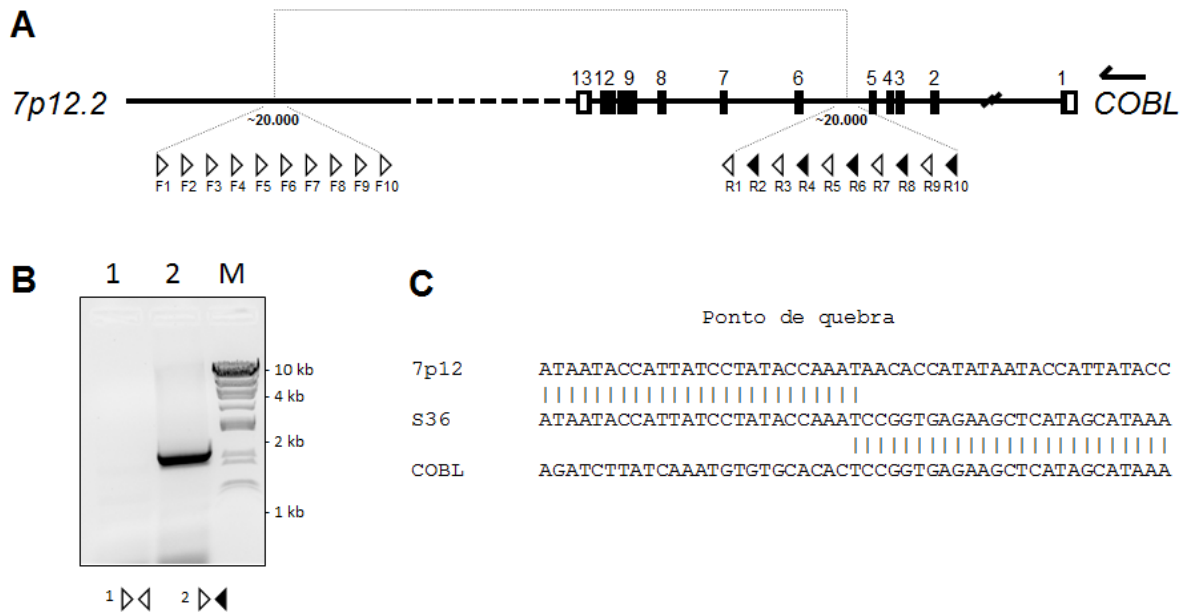 A
13 12 9 8 7 6 5 4 3 2 1
7p12.2
COBL
~20.000 ~20.000
F1 F2 F3 F4 F5 F6 F7 F8 F9 F10
R1 R2 R3 R4 R5 R6 R7 R8 R9 R10
B
1 2 M
10 kb
4 kb
2 kb
1 kb
1 2
C
Ponto de quebra
7p12 ATAATACCATTATCCTATACCAAATAACACCATATAATACCATTATACC
S36 ATAATACCATTATCCTATACCAAATCCGGTGAGAAGCTCATAGCATAAA
COBL AGATCTTATCAAATGTGTGCACACTCCGGTGAGAAGCTCATAGCATAAA